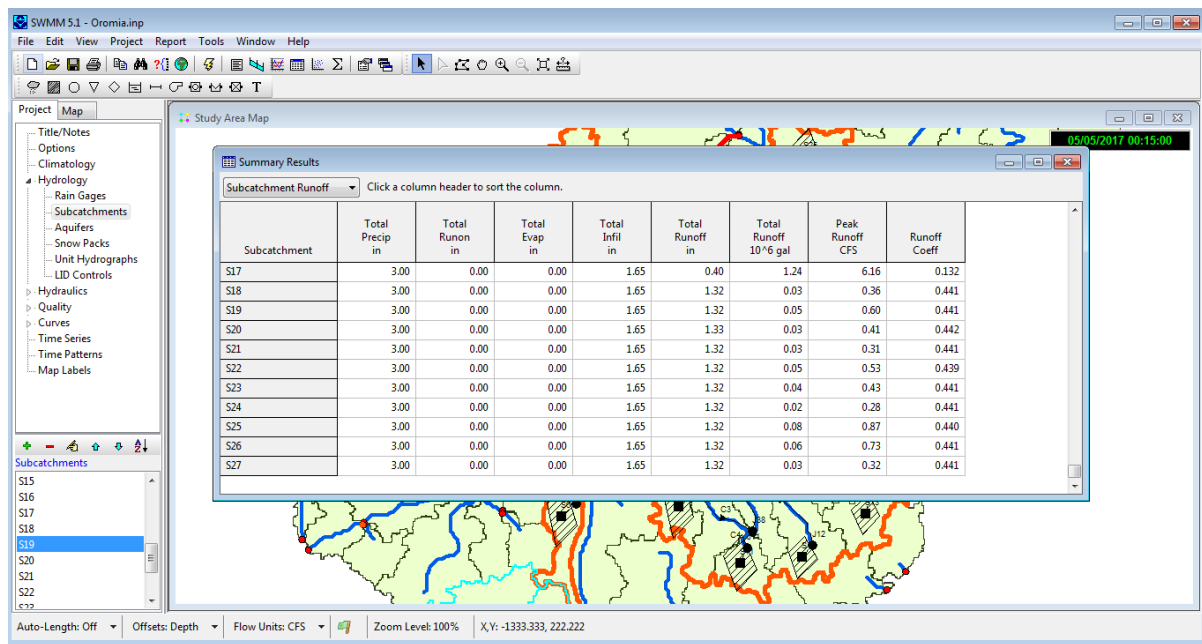 SWMM 5.1 - Oromia.inp
File Edit View Project Report Tools Window Help
T
Project Map
Title/Notes
Options
Climatology
Hydrology
Rain Gages
Subcatchments
Aquifers
Snow Packs
Unit Hydrographs
LID Controls
Hydraulics
Quality
Curves
Time Series
Time Patterns
Map Labels
Subcatchments
S15
S16
S17
S18
S19
S20
S21
S22
S23
Study Area Map
05/05/2017 00:15:00
Summary Results
Subcatchment Runoff Click a column header to sort the column.
Subcatchment Total Precip in Total Runon in Total Evap in Total Infil in Total Runoff in Total Runoff 10^6 gal Peak Runoff CFS Runoff Coeff
S17 3.00 0.00 0.00 1.65 0.40 1.24 6.16 0.132
S18 3.00 0.00 0.00 1.65 1.32 0.03 0.36 0.441
S19 3.00 0.00 0.00 1.65 1.32 0.05 0.60 0.441
S20 3.00 0.00 0.00 1.65 1.33 0.03 0.41 0.442
S21 3.00 0.00 0.00 1.65 1.32 0.03 0.31 0.441
S22 3.00 0.00 0.00 1.65 1.32 0.05 0.53 0.439
S23 3.00 0.00 0.00 1.65 1.32 0.04 0.43 0.441
S24 3.00 0.00 0.00 1.65 1.32 0.02 0.28 0.441
S25 3.00 0.00 0.00 1.65 1.32 0.08 0.87 0.440
S26 3.00 0.00 0.00 1.65 1.32 0.06 0.73 0.441
S27 3.00 0.00 0.00 1.65 1.32 0.03 0.32 0.441
C3
C4
J12
Auto-Length: Off Offsets: Depth Flow Units: CFS Zoom Level: 100% X,Y: -1333.333, 222.222